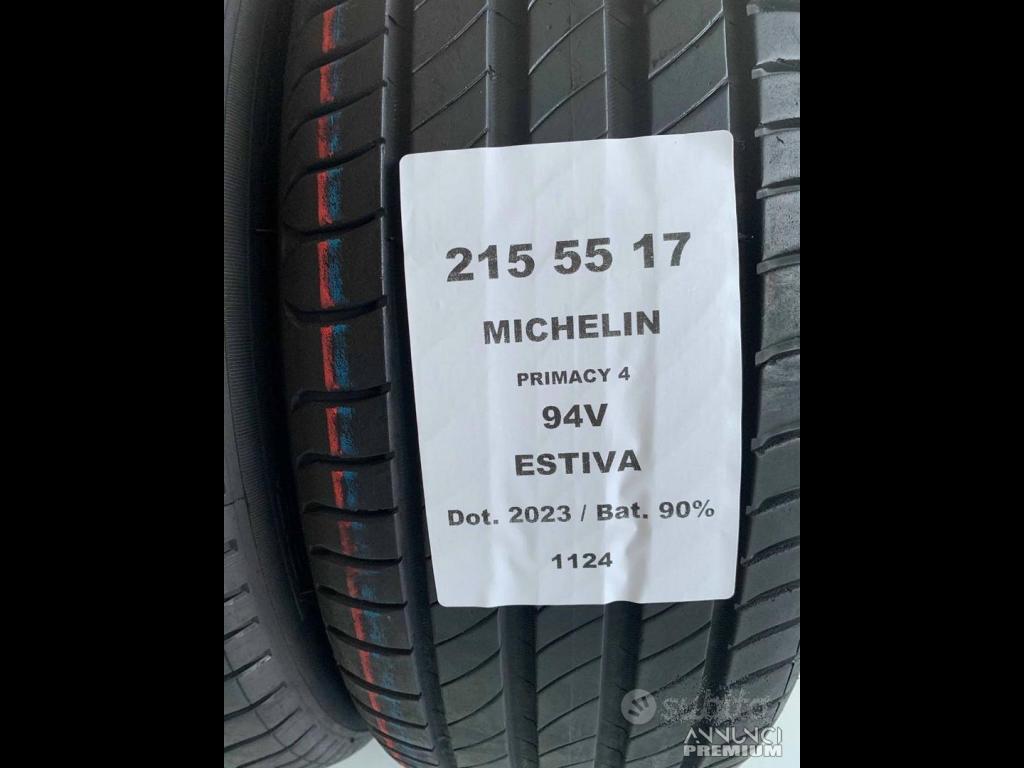 215 55 17
MICHELIN
PRIMACY 4
94V
ESTIVA
Dot. 2023 / Bat. 90%
1124
subito
ANNUNCI
PREMIUM